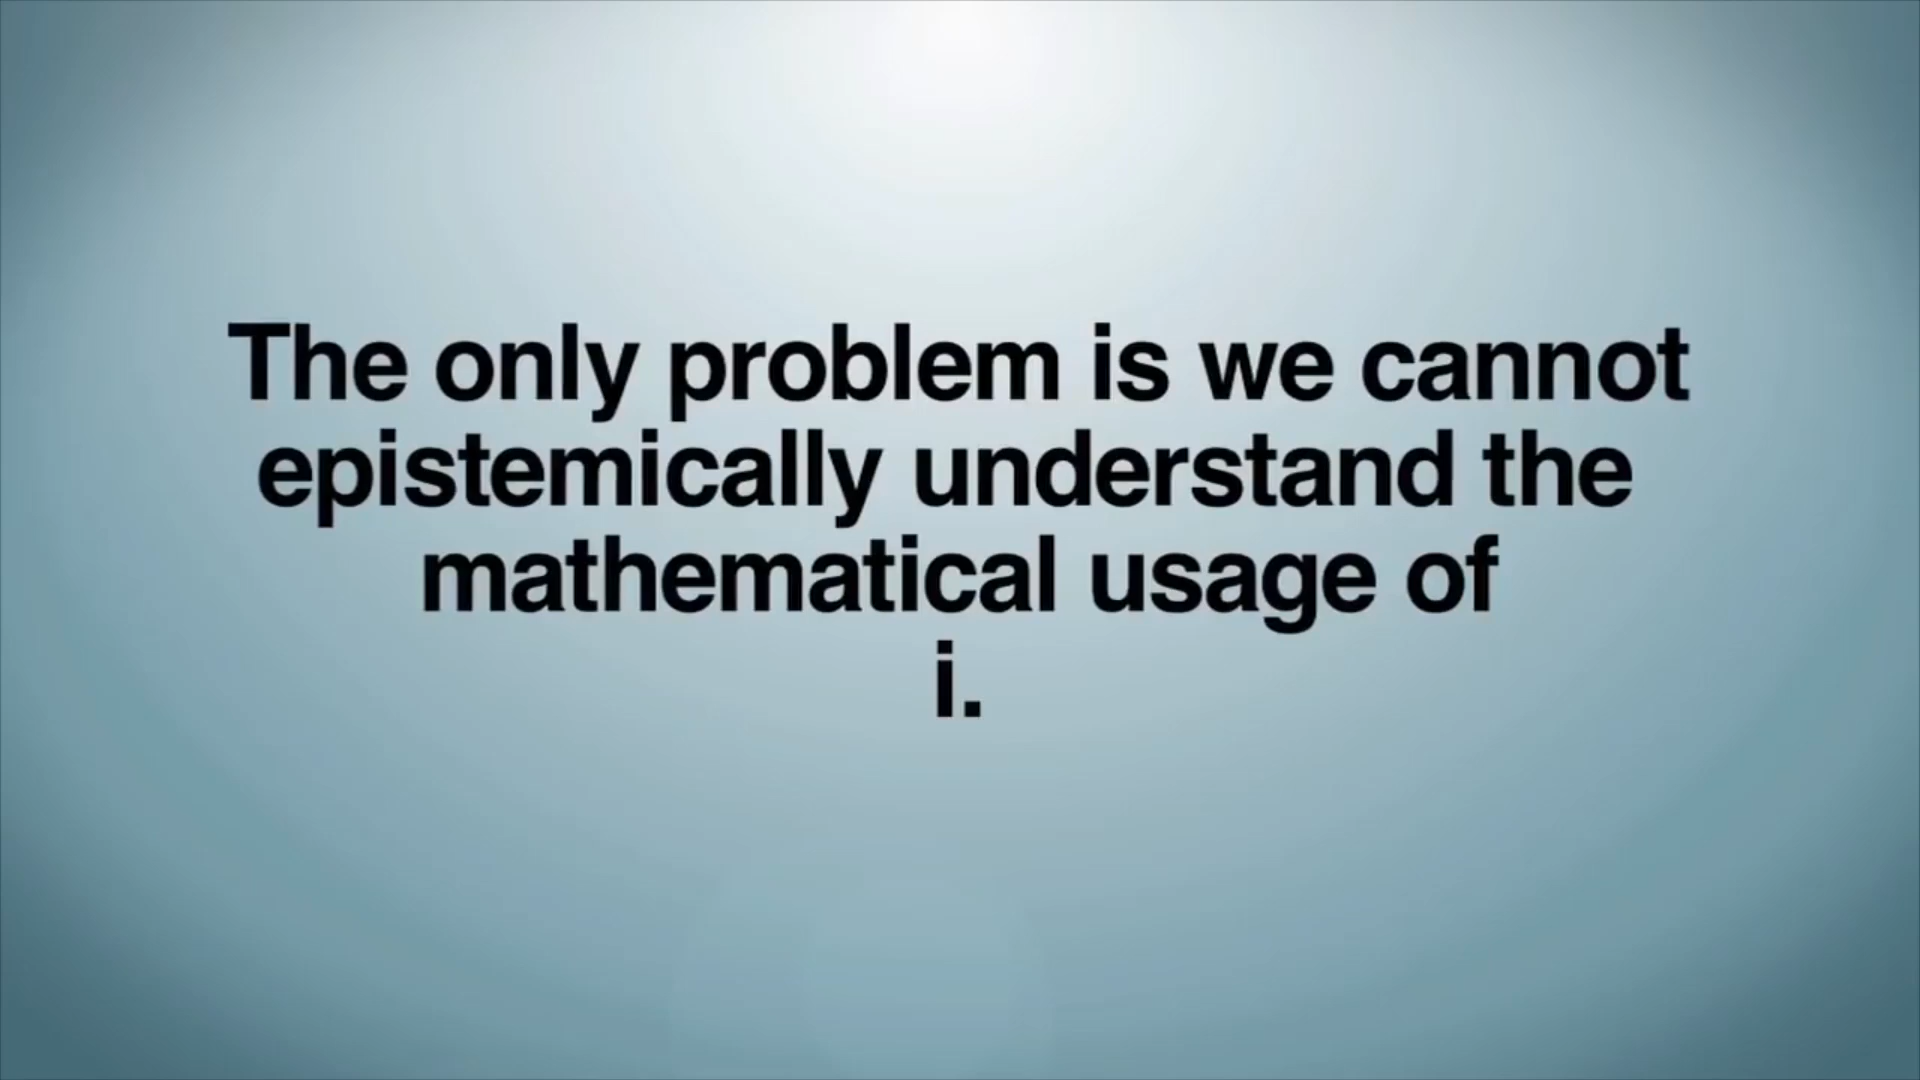 The only problem is we cannot
epistemically understand the
mathematical usage of
i.